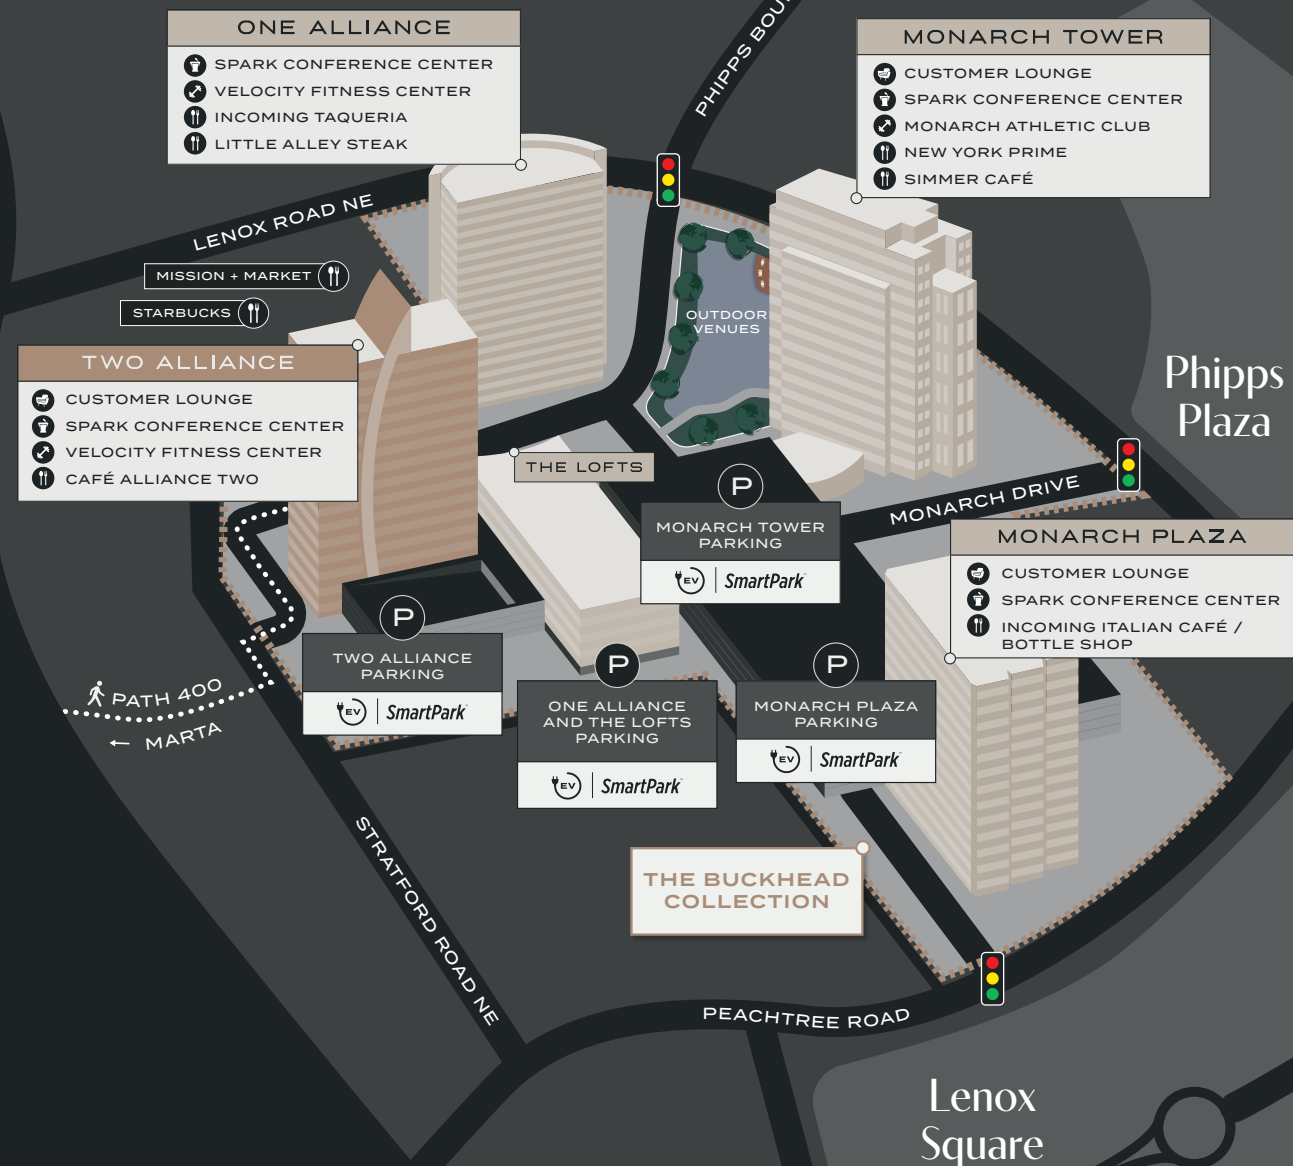 ONE ALLIANCE
SPARK CONFERENCE CENTER
VELOCITY FITNESS CENTER
INCOMING TAQUERIA
LITTLE ALLEY STEAK
PHIPPS BOU
MONARCH TOWER
CUSTOMER LOUNGE
SPARK CONFERENCE CENTER
MONARCH ATHLETIC CLUB
NEW YORK PRIME
SIMMER CAFÉ
LENOX ROAD NE
MISSION + MARKET
STARBUCKS
OUTDOOR
VENUES
TWO ALLIANCE
CUSTOMER LOUNGE
SPARK CONFERENCE CENTER
VELOCITY FITNESS CENTER
CAFÉ ALLIANCE TWO
Phipps
Plaza
THE LOFTS
P
MONARCH TOWER
PARKING
EV SmartPark
MONARCH DRIVE
MONARCH PLAZA
CUSTOMER LOUNGE
SPARK CONFERENCE CENTER
INCOMING ITALIAN CAFÉ /
BOTTLE SHOP
P
TWO ALLIANCE
PARKING
EV SmartPark
P
ONE ALLIANCE
AND THE LOFTS
PARKING
EV SmartPark
P
MONARCH PLAZA
PARKING
EV SmartPark
PATH 400
← MARTA
STRATFORD ROAD NE
THE BUCKHEAD
COLLECTION
PEACHTREE ROAD
Lenox
Square